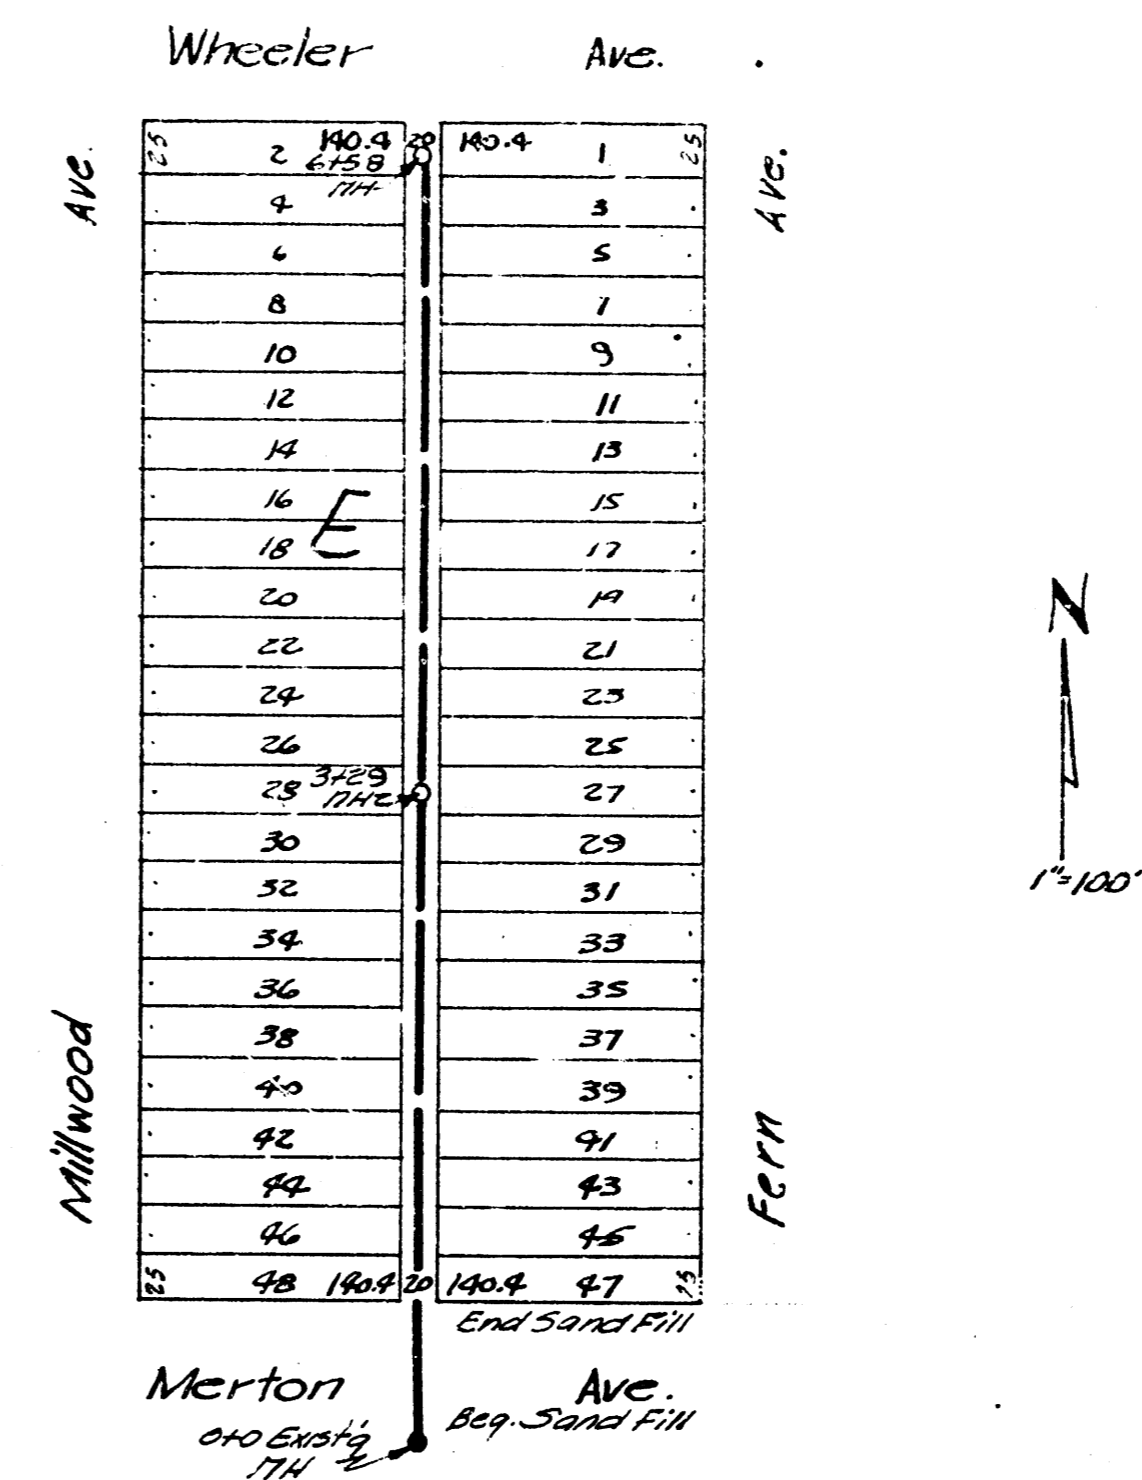 Wheeler Ave.
Ave.
Ave.
25 2 140.4 20 140.4 1 25
6+58
MH
4 3
6 5
8 7
10 9
12 11
14 13
16 15
E
18 17
20 19
22 21
24 23
26 25
3+29
28 27
MH2
30 29
32 31
34 33
36 35
38 37
40 39
42 41
44 43
46 45
25 48 140.4 20 140.4 47 25
Millwood
Fern
N
1"=100'
End Sand Fill
Merton Ave.
Beg. Sand Fill
0+0 Exist'g
MH